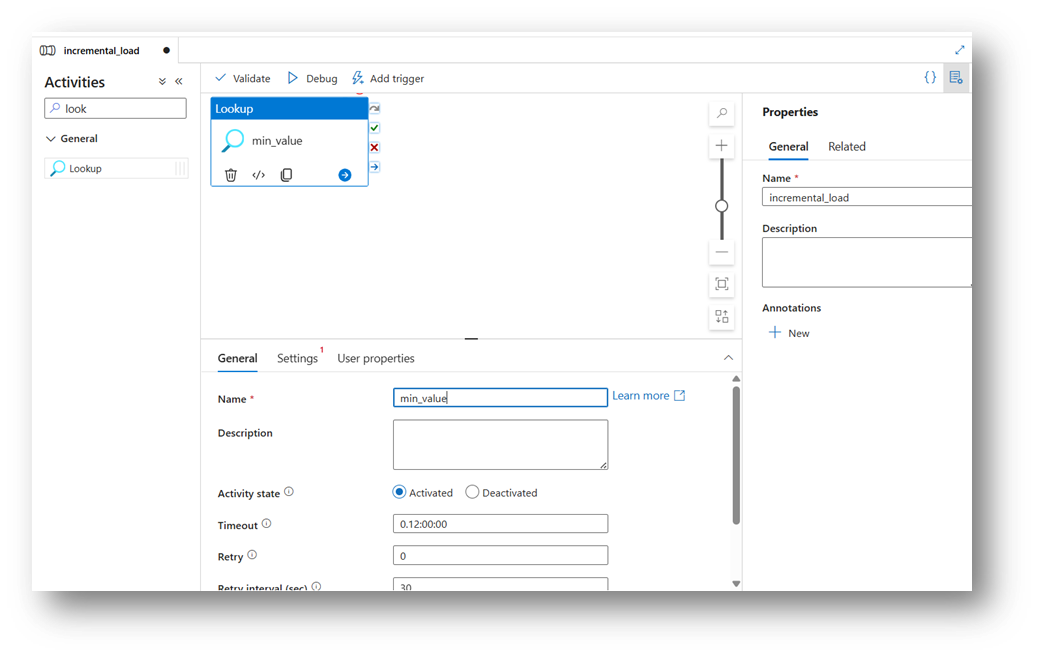 incremental_load
Activities
look
General
Lookup
Validate
Debug
Add trigger
Lookup
min_value
General
Settings 1
User properties
Name *
min_value
Learn more
Description
Activity state
Activated
Deactivated
Timeout
0.12:00:00
Retry
0
Retry interval (sec)
30
Properties
General
Related
Name *
incremental_load
Description
Annotations
New